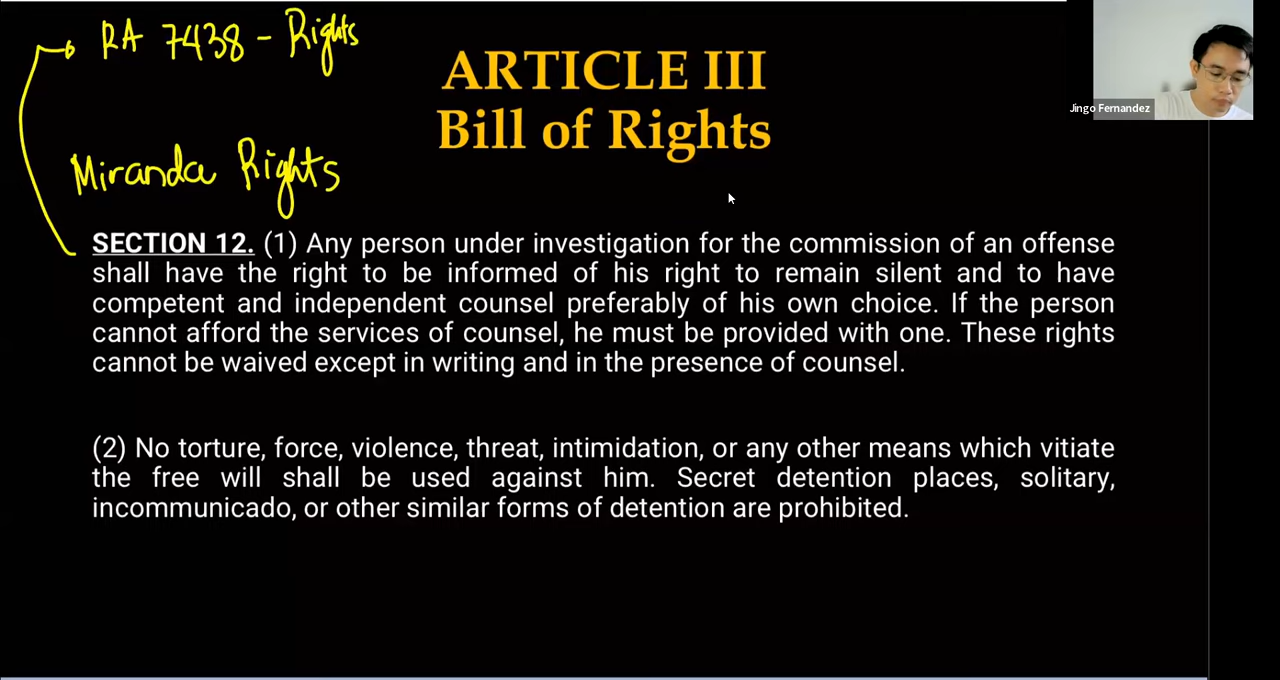 RA 7438 - Rights
ARTICLE III
Bill of Rights
Jingo Fernandez
Miranda Rights
SECTION 12. (1) Any person under investigation for the commission of an offense
shall have the right to be informed of his right to remain silent and to have
competent and independent counsel preferably of his own choice. If the person
cannot afford the services of counsel, he must be provided with one. These rights
cannot be waived except in writing and in the presence of counsel.
(2) No torture, force, violence, threat, intimidation, or any other means which vitiate
the free will shall be used against him. Secret detention places, solitary,
incommunicado, or other similar forms of detention are prohibited.